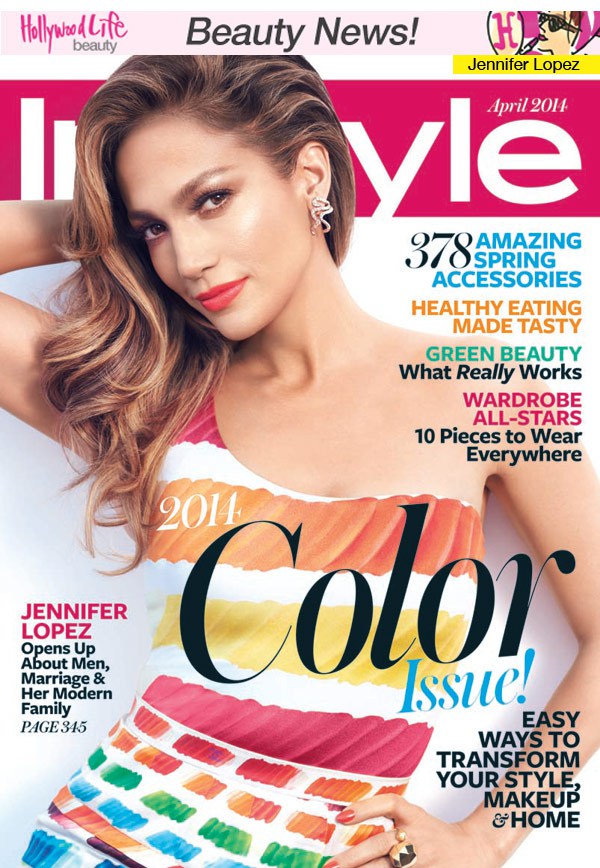 Hollywood Life
beauty
Beauty News!
H
Jennifer Lopez
April 2014
InStyle
378 AMAZING
SPRING
ACCESSORIES
HEALTHY EATING
MADE TASTY
GREEN BEAUTY
What Really Works
WARDROBE
ALL-STARS
10 Pieces to Wear
Everywhere
2014
Color
Issue!
JENNIFER
LOPEZ
Opens Up
About Men,
Marriage &
Her Modern
Family
PAGE 345
EASY
WAYS TO
TRANSFORM
YOUR STYLE,
MAKEUP
& HOME